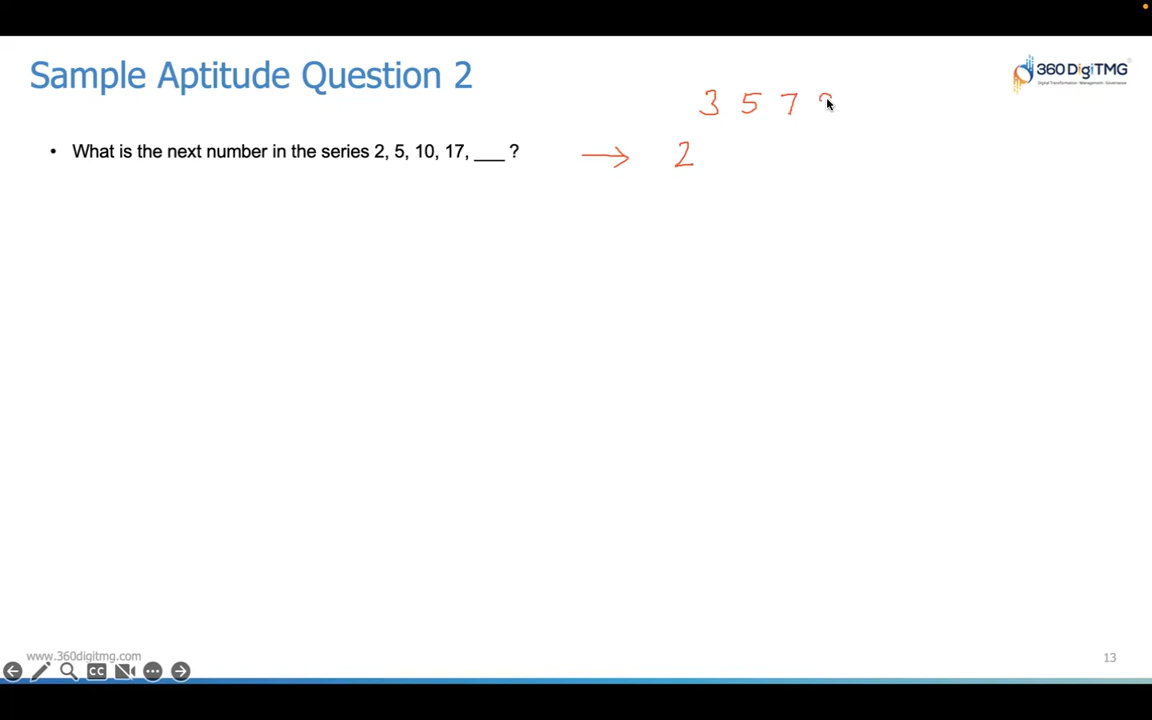 Sample Aptitude Question 2
360DigiTMG
3 5 7
• What is the next number in the series 2, 5, 10, 17, ___ ?
→ 2
www.360digitmg.com
13
CC